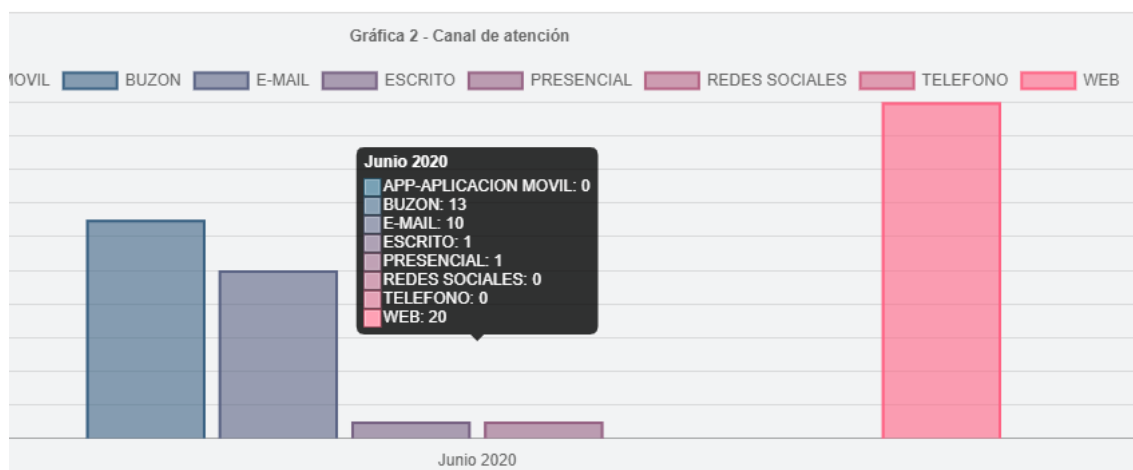 Gráfica 2 - Canal de atención
MOVIL BUZON E-MAIL ESCRITO PRESENCIAL REDES SOCIALES TELEFONO WEB
Junio 2020
APP-APLICACION MOVIL: 0
BUZON: 13
E-MAIL: 10
ESCRITO: 1
PRESENCIAL: 1
REDES SOCIALES: 0
TELEFONO: 0
WEB: 20
Junio 2020